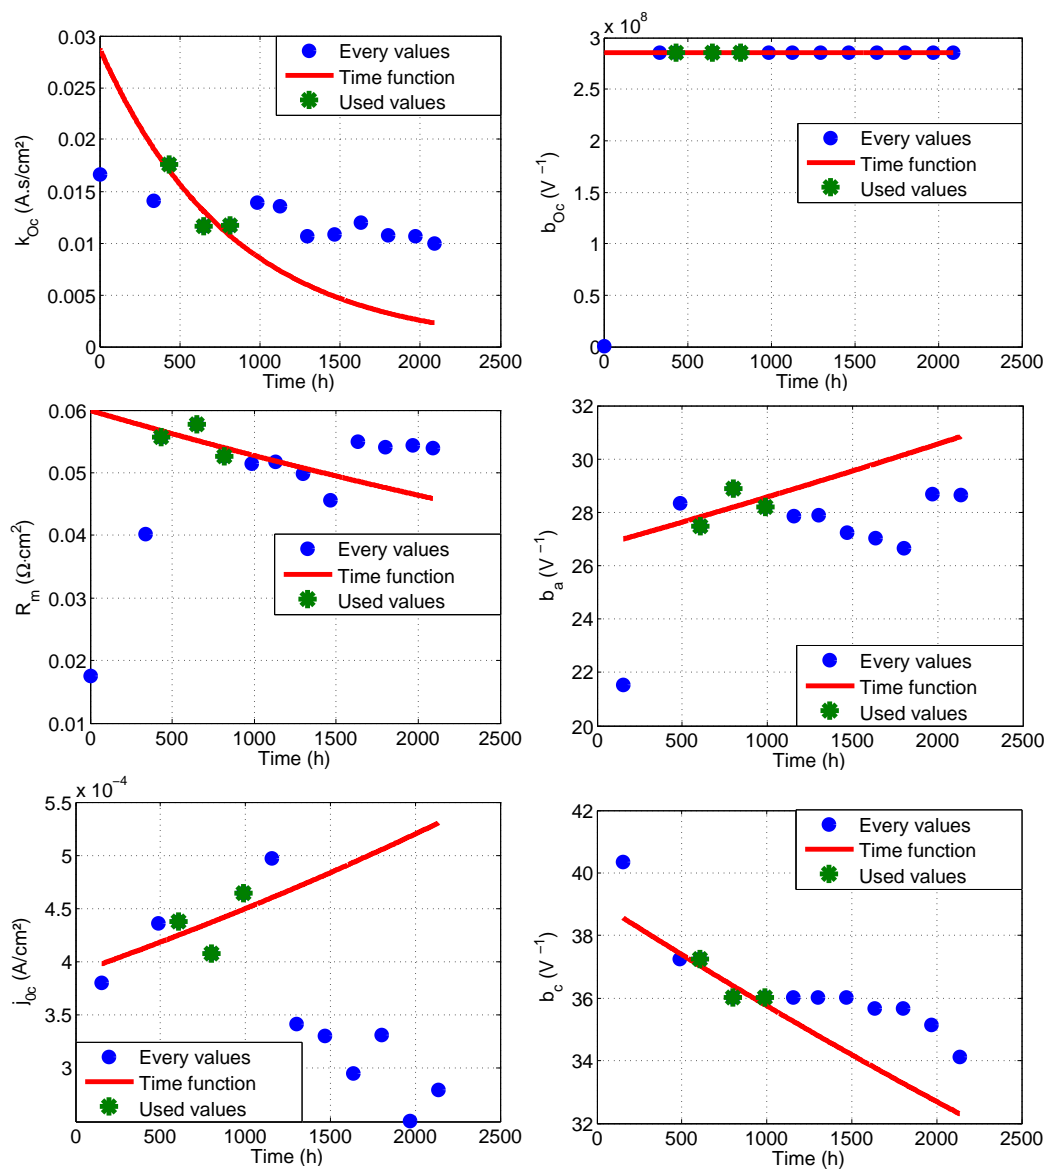 0.03
0.025
0.02
0.015
0.01
0.005
0
k_Oc (A.s/cm²)
0 500 1000 1500 2000 2500
Time (h)
Every values
Time function
Used values
x 10⁸
3
2.5
2
1.5
1
0.5
0
b_Oc (V⁻¹)
0 500 1000 1500 2000 2500
Time (h)
Every values
Time function
Used values
0.06
0.05
0.04
0.03
0.02
0.01
R_m (Ω·cm²)
0 500 1000 1500 2000 2500
Time (h)
Every values
Time function
Used values
32
30
28
26
24
22
20
b_a (V⁻¹)
0 500 1000 1500 2000 2500
Time (h)
Every values
Time function
Used values
x 10⁻⁴
5.5
5
4.5
4
3.5
3
j_0c (A/cm²)
0 500 1000 1500 2000 2500
Time (h)
Every values
Time function
Used values
42
40
38
36
34
32
b_c (V⁻¹)
0 500 1000 1500 2000 2500
Time (h)
Every values
Time function
Used values